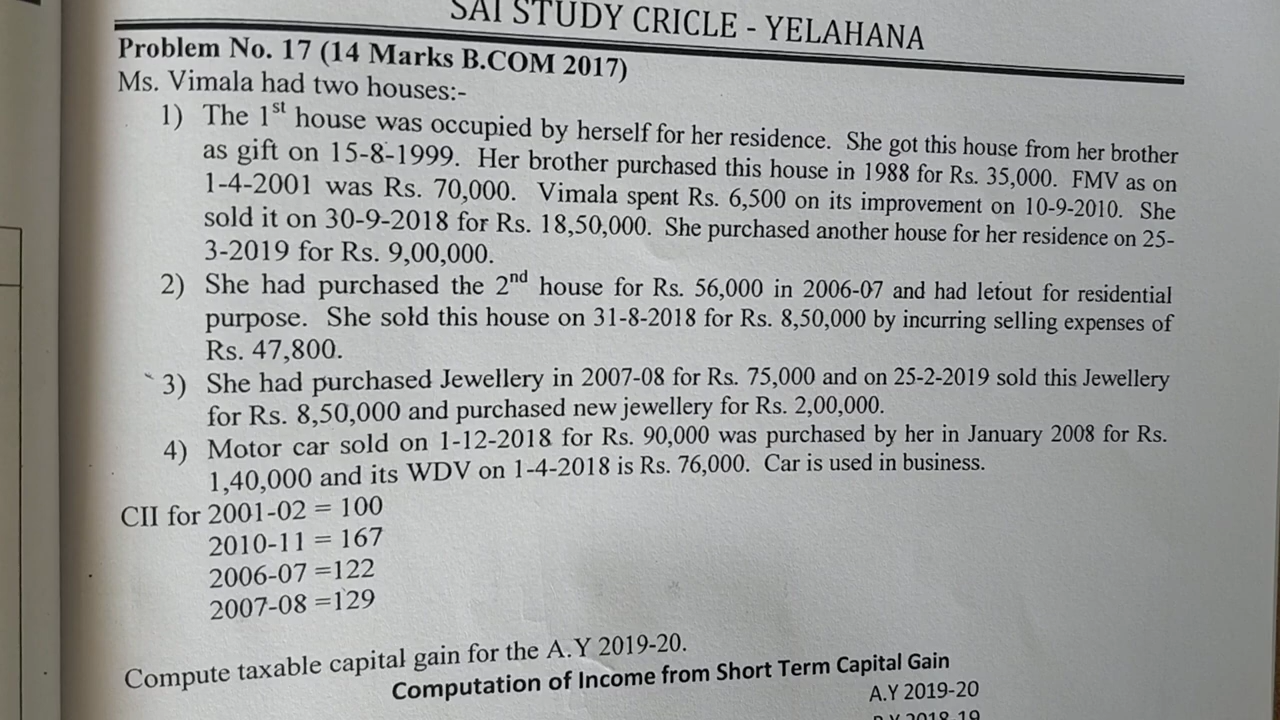 SAI STUDY CRICLE - YELAHANA
Problem No. 17 (14 Marks B.COM 2017)
Ms. Vimala had two houses:-
1) The 1st house was occupied by herself for her residence. She got this house from her brother
as gift on 15-8-1999. Her brother purchased this house in 1988 for Rs. 35,000. FMV as on
1-4-2001 was Rs. 70,000. Vimala spent Rs. 6,500 on its improvement on 10-9-2010. She
sold it on 30-9-2018 for Rs. 18,50,000. She purchased another house for her residence on 25-
3-2019 for Rs. 9,00,000.
2) She had purchased the 2nd house for Rs. 56,000 in 2006-07 and had letout for residential
purpose. She sold this house on 31-8-2018 for Rs. 8,50,000 by incurring selling expenses of
Rs. 47,800.
3) She had purchased Jewellery in 2007-08 for Rs. 75,000 and on 25-2-2019 sold this Jewellery
for Rs. 8,50,000 and purchased new jewellery for Rs. 2,00,000.
4) Motor car sold on 1-12-2018 for Rs. 90,000 was purchased by her in January 2008 for Rs.
1,40,000 and its WDV on 1-4-2018 is Rs. 76,000. Car is used in business.
CII for 2001-02 = 100
2010-11 = 167
2006-07 =122
2007-08 =129
Compute taxable capital gain for the A.Y 2019-20.
Computation of Income from Short Term Capital Gain
A.Y 2019-20
P.Y 2018-19